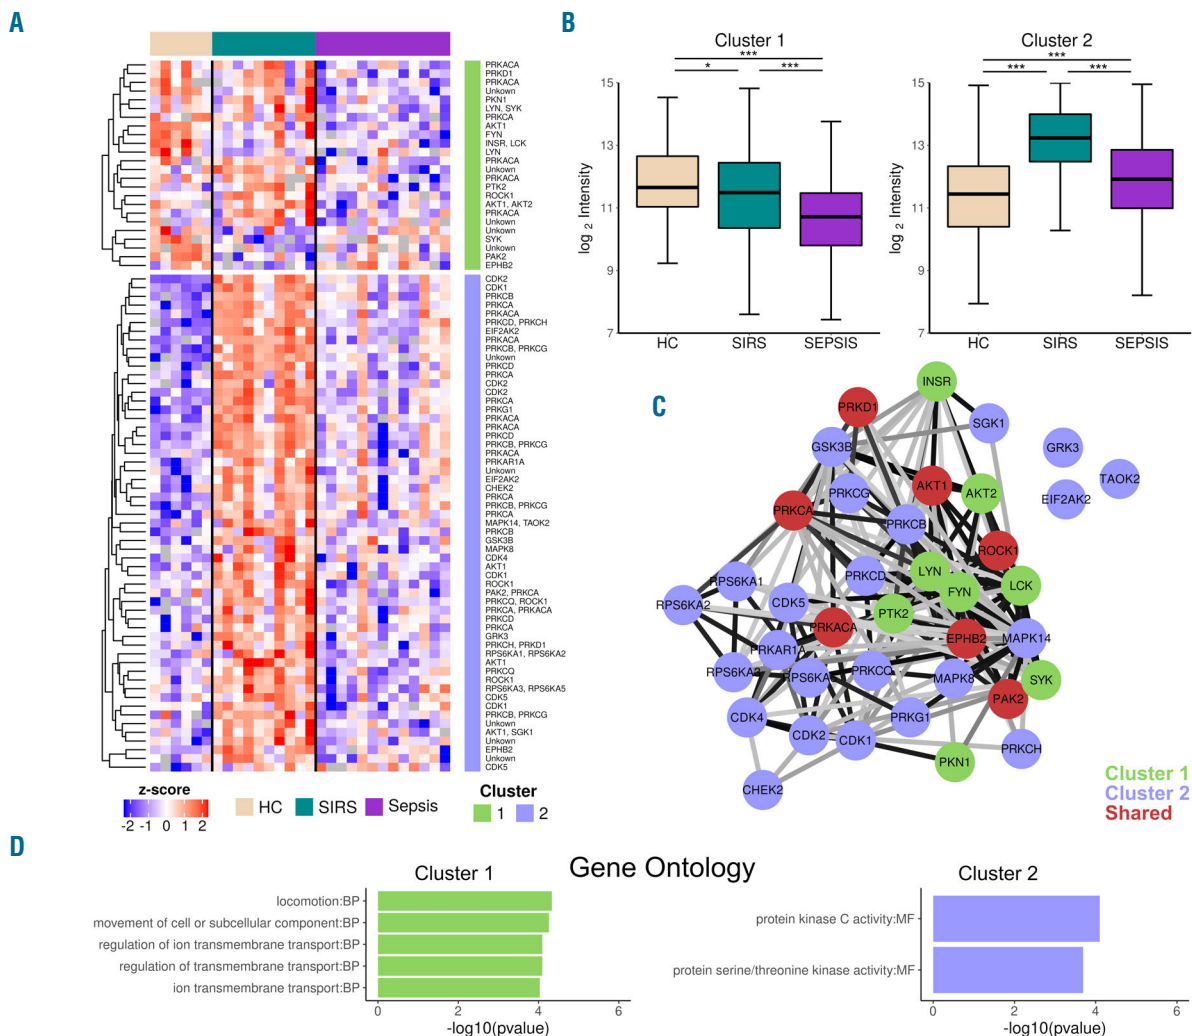 A
PRKACA
PRKD1
PRKACA
Unkown
PKN1
LYN, SYK
PRKCA
AKT1
FYN
INSR, LCK
LYN
PRKACA
Unkown
PRKACA
PTK2
ROCK1
AKT1, AKT2
PRKACA
Unkown
Unkown
SYK
Unkown
PAK2
EPHB2
CDK2
CDK1
PRKCB
PRKCA
PRKACA
PRKCD, PRKCH
EIF2AK2
PRKACA
PRKCB, PRKCG
Unkown
PRKCD
PRKCA
CDK2
CDK2
PRKCA
PRKG1
PRKACA
PRKACA
PRKCD
PRKCB, PRKCG
PRKACA
PRKAR1A
Unkown
EIF2AK2
CHEK2
PRKCA
PRKCB, PRKCG
PRKCA
MAPK14, TAOK2
PRKCB
GSK3B
MAPK8
CDK4
AKT1
CDK1
ROCK1
PAK2, PRKCA
PRKCQ, ROCK1
PRKCA, PRKACA
PRKCD
PRKCA
GRK3
PRKCH, PRKD1
RPS6KA1, RPS6KA2
AKT1
PRKCQ
ROCK1
RPS6KA3, RPS6KA5
CDK5
CDK1
PRKCB, PRKCG
Unkown
AKT1, SGK1
Unkown
EPHB2
Unkown
CDK5
z-score
-2 -1 0 1 2
HC SIRS Sepsis
Cluster
1 2
B
Cluster 1
***
* ***
log 2 Intensity
15
13
11
9
7
HC SIRS SEPSIS
Cluster 2
***
*** ***
log 2 Intensity
15
13
11
9
7
HC SIRS SEPSIS
C
INSR
PRKD1
SGK1
GSK3B
GRK3
TAOK2
EIF2AK2
AKT1
AKT2
PRKCG
PRKCA
PRKCB
ROCK1
LYN
FYN
LCK
PRKCD
RPS6KA1
RPS6KA2
CDK5
PTK2
PRKACA
EPHB2
MAPK14
PRKAR1A
RPS6KA3
PRKCQ
MAPK8
SYK
PAK2
CDK4
PRKG1
CDK2
CDK1
PRKCH
PKN1
CHEK2
Cluster 1
Cluster 2
Shared
D
Gene Ontology
Cluster 1
locomotion:BP
movement of cell or subcellular component:BP
regulation of ion transmembrane transport:BP
regulation of transmembrane transport:BP
ion transmembrane transport:BP
0 2 4 6
-log10(pvalue)
Cluster 2
protein kinase C activity:MF
protein serine/threonine kinase activity:MF
0 2 4 6
-log10(pvalue)